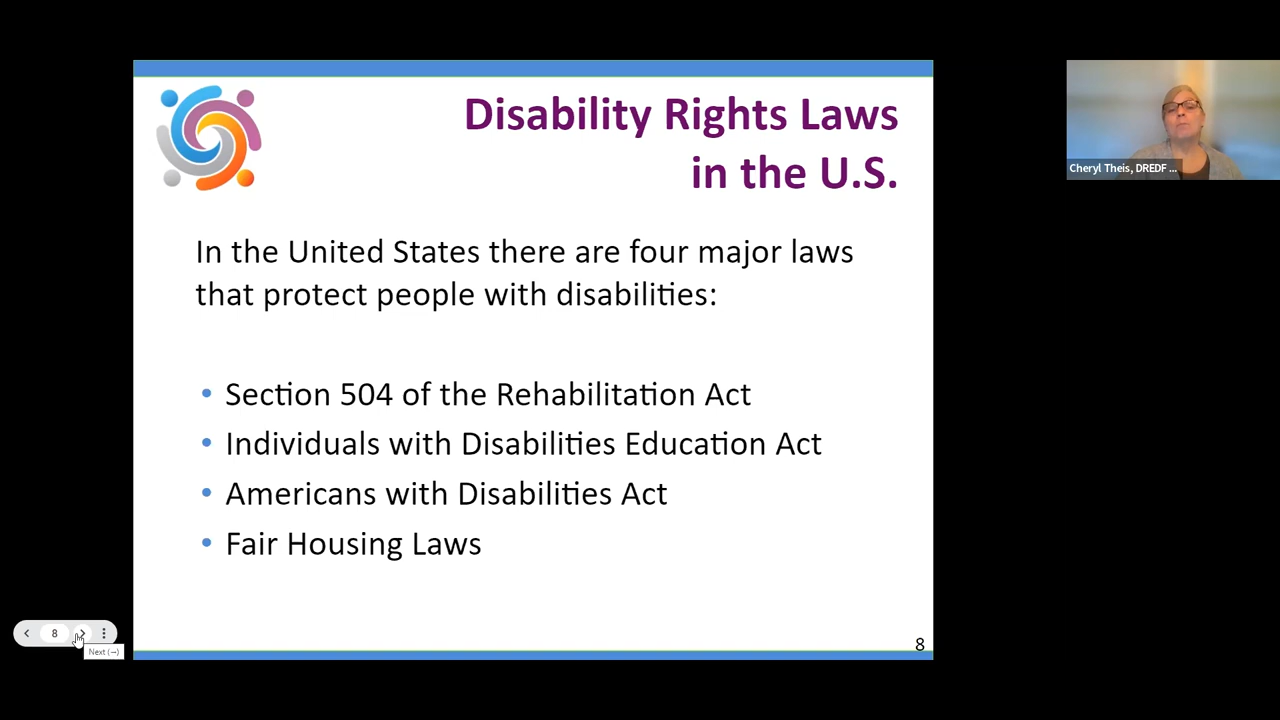 Disability Rights Laws
in the U.S.
In the United States there are four major laws
that protect people with disabilities:
• Section 504 of the Rehabilitation Act
• Individuals with Disabilities Education Act
• Americans with Disabilities Act
• Fair Housing Laws
8
Cheryl Theis, DREDF ...
8
Next (→)